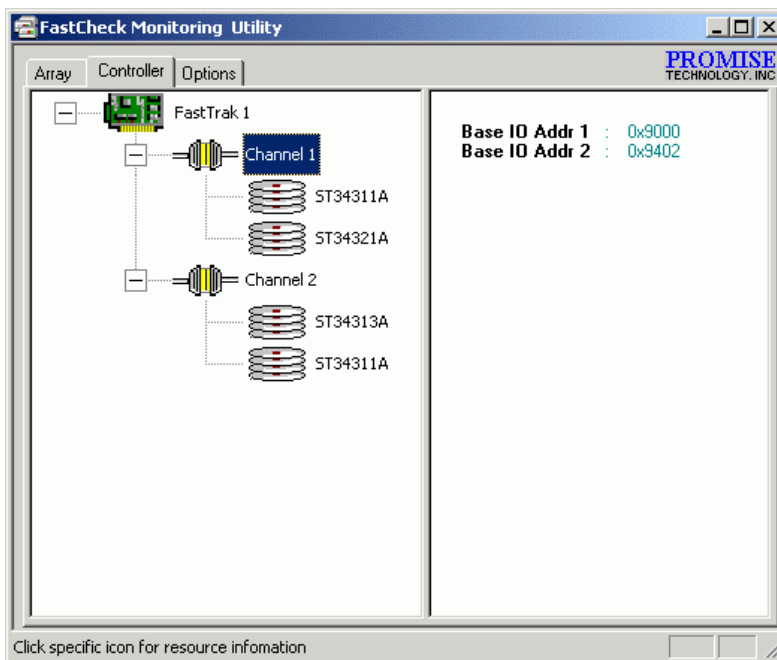 FastCheck Monitoring Utility
Array Controller Options
PROMISE
TECHNOLOGY, INC
FastTrak 1
Channel 1
ST34311A
ST34321A
Channel 2
ST34313A
ST34311A
Base IO Addr 1 : 0x9000
Base IO Addr 2 : 0x9402
Click specific icon for resource infomation